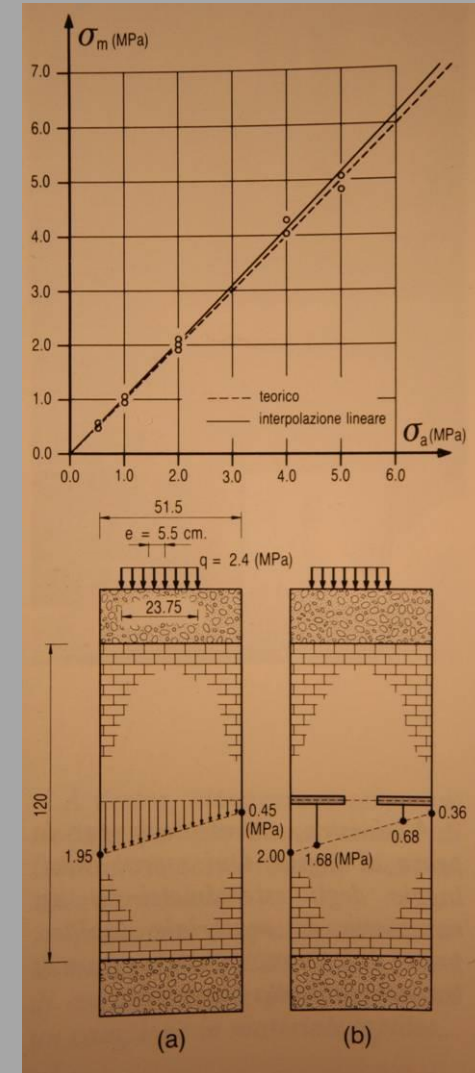 σm (MPa)
7.0
6.0
5.0
4.0
3.0
2.0
1.0
0.0
teorico
interpolazione lineare
σa (MPa)
0.0 1.0 2.0 3.0 4.0 5.0 6.0
51.5
e = 5.5 cm.
q = 2.4 (MPa)
23.75
120
1.95
0.45
(MPa)
2.00
1.68 (MPa)
0.68
0.36
(a)
(b)